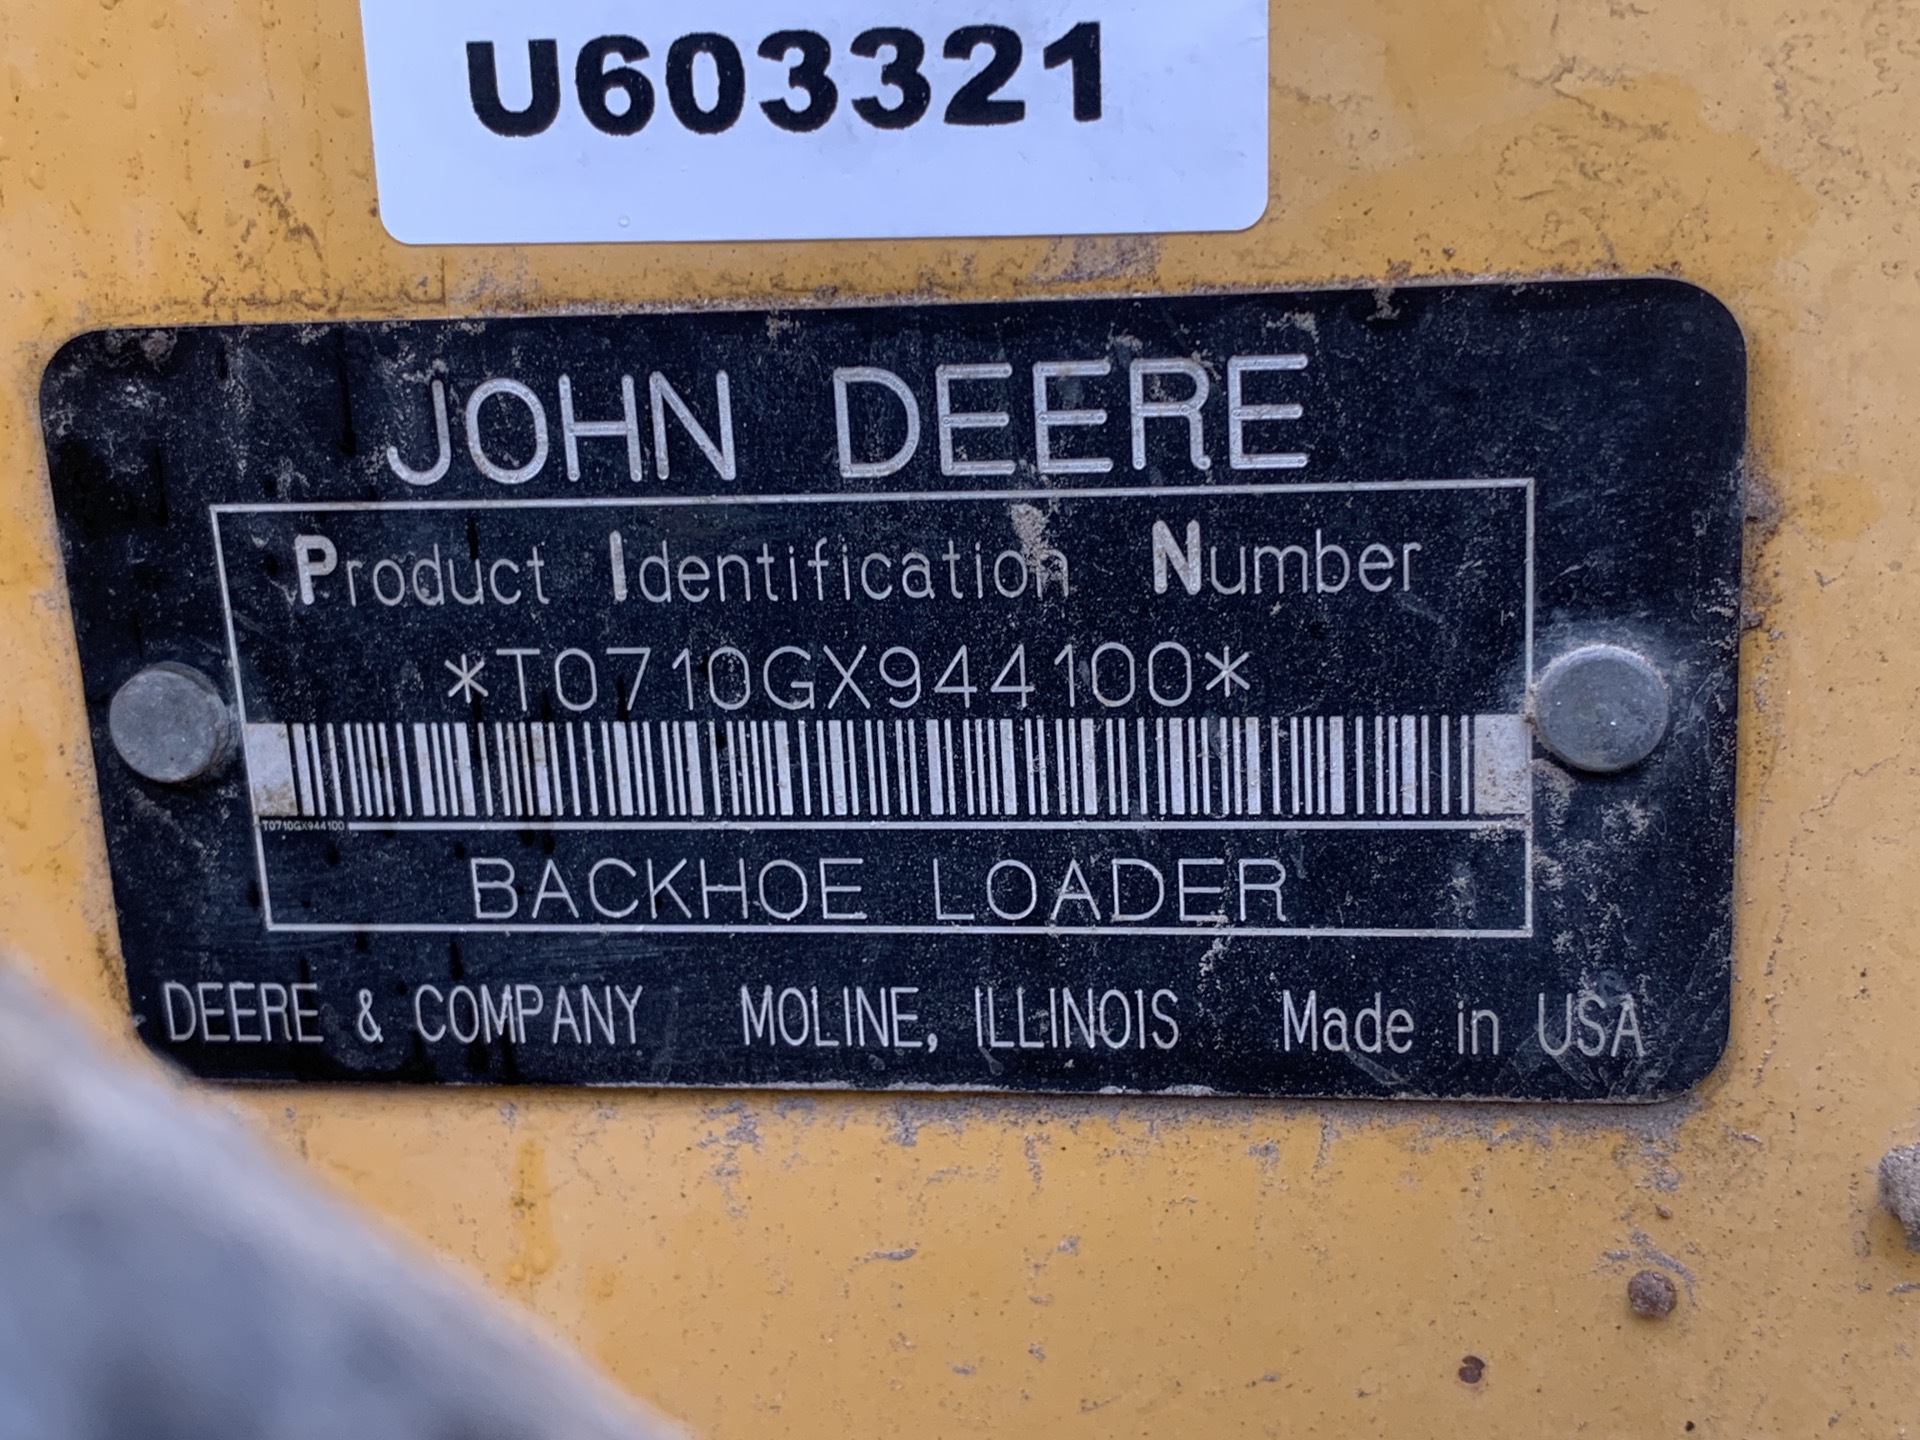 U603321
JOHN DEERE
Product Identification Number
*T0710GX944100*
T0710GX944100
BACKHOE LOADER
DEERE & COMPANY MOLINE, ILLINOIS Made in USA